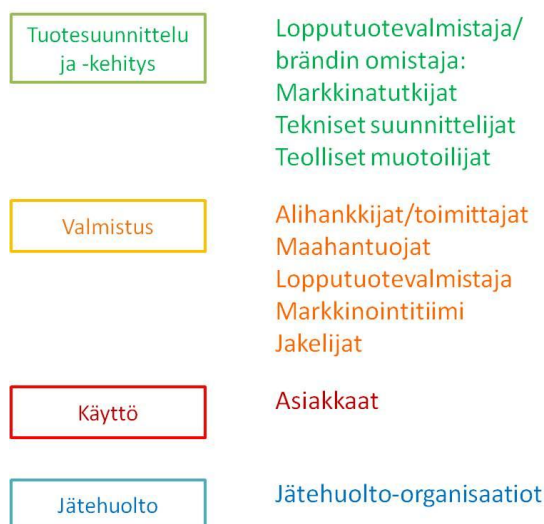 Tuotesuunnittelu
ja -kehitys
Lopputuotevalmistaja/
brändin omistaja:
Markkinatutkijat
Tekniset suunnittelijat
Teolliset muotoilijat
Valmistus
Alihankkijat/toimittajat
Maahantuojat
Lopputuotevalmistaja
Markkinointitiimi
Jakelijat
Käyttö
Asiakkaat
Jätehuolto
Jätehuolto-organisaatiot